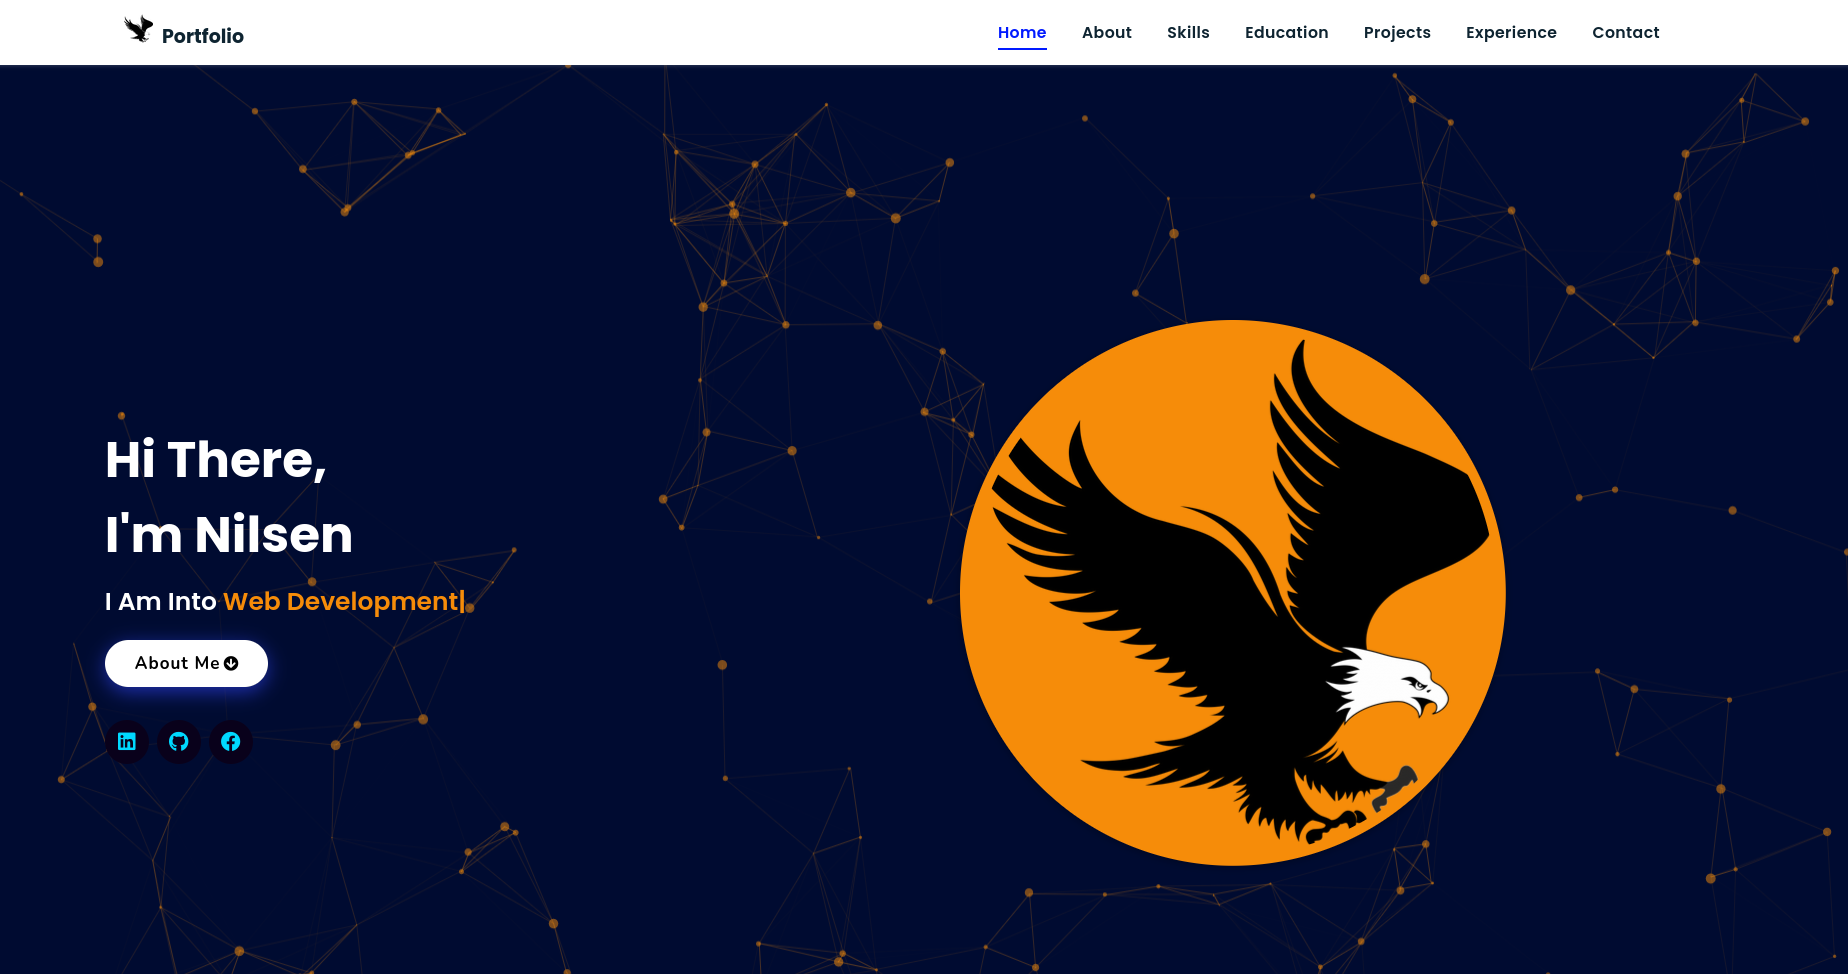 Portfolio
Home About Skills Education Projects Experience Contact
Hi There,
I'm Nilsen
I Am Into Web Development|
About Me